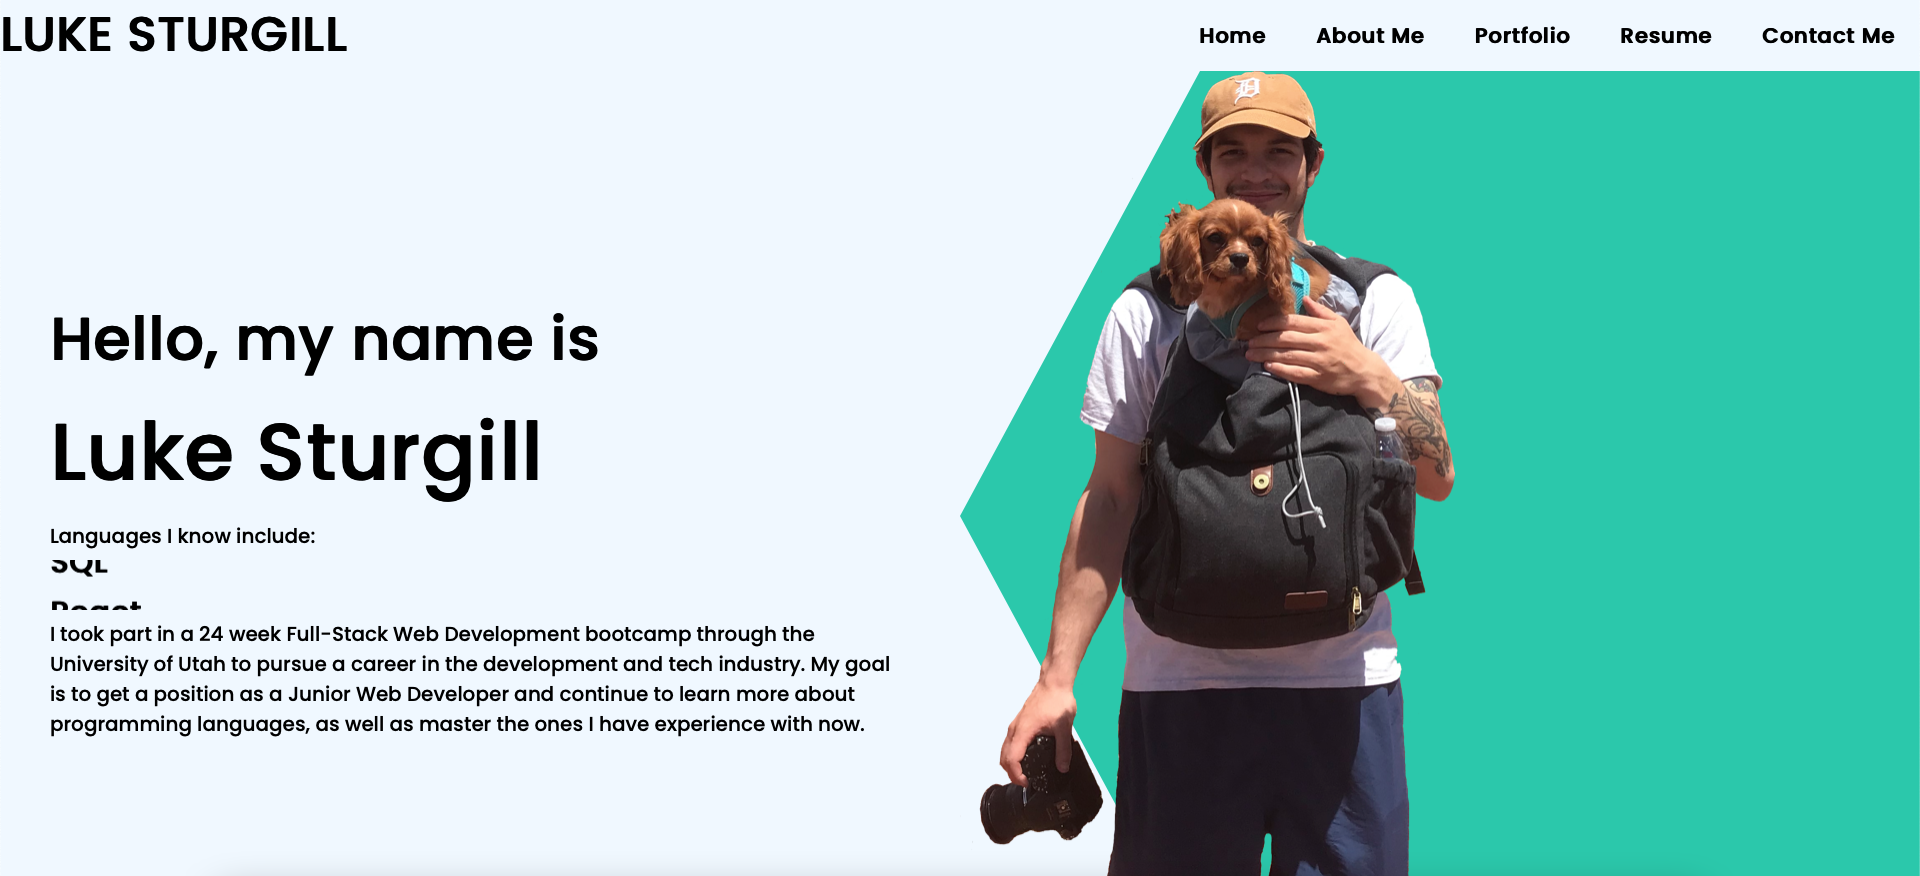 LUKE STURGILL
Home About Me Portfolio Resume Contact Me
D
Hello, my name is
Luke Sturgill
Languages I know include:
SQL
React
I took part in a 24 week Full-Stack Web Development bootcamp through the
University of Utah to pursue a career in the development and tech industry. My goal
is to get a position as a Junior Web Developer and continue to learn more about
programming languages, as well as master the ones I have experience with now.